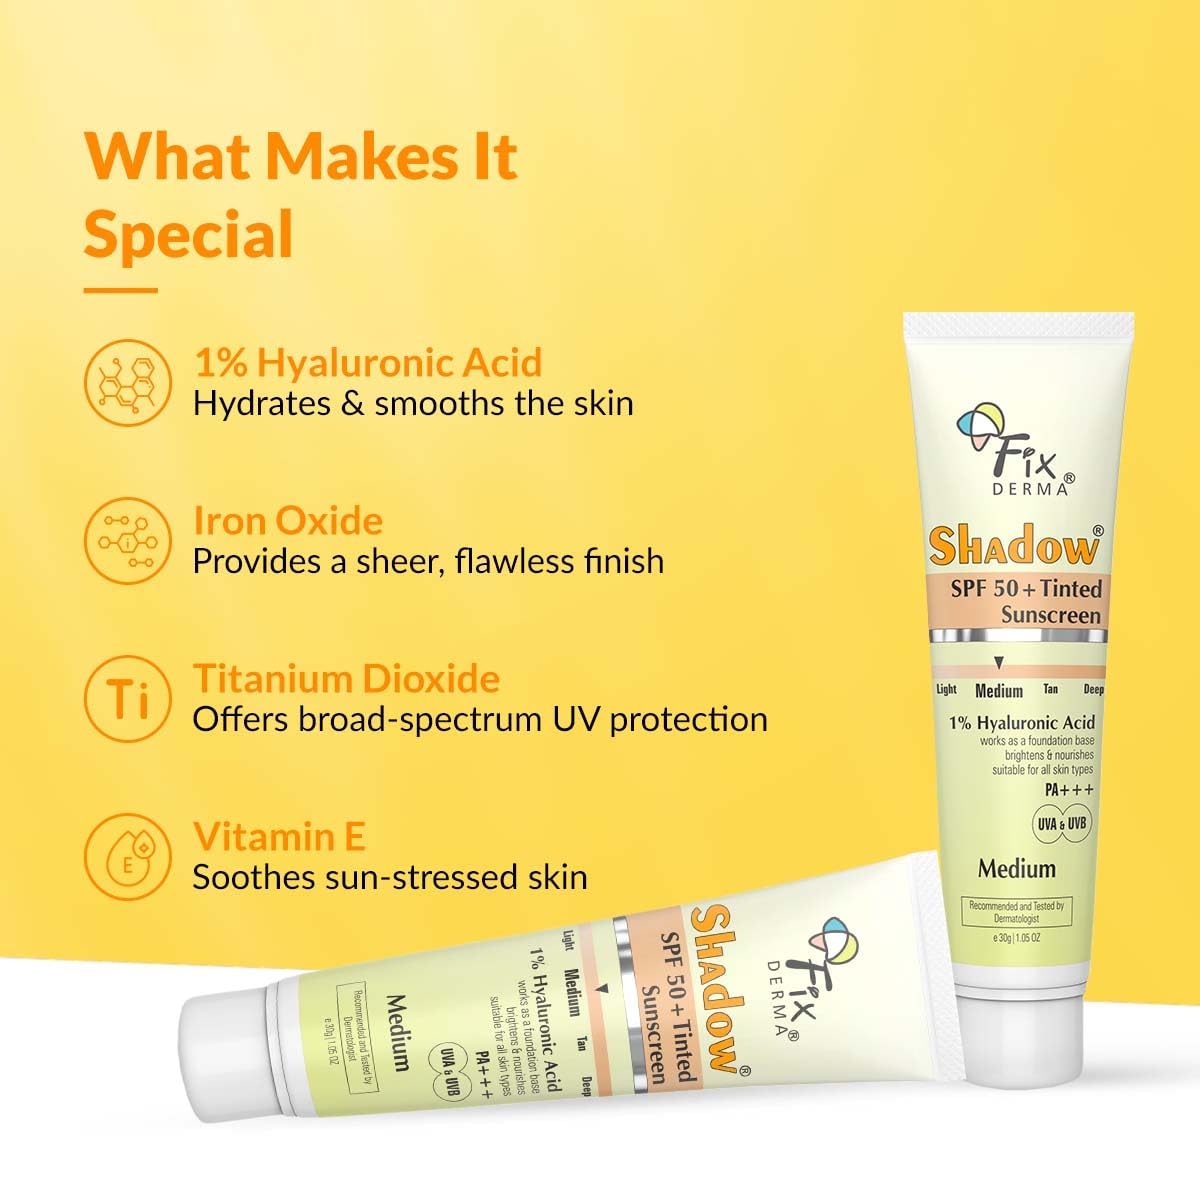 What Makes It
Special
1% Hyaluronic Acid
Hydrates & smooths the skin
i
Iron Oxide
Provides a sheer, flawless finish
Ti
Titanium Dioxide
Offers broad-spectrum UV protection
E
Vitamin E
Soothes sun-stressed skin
Fix
DERMA®
Shadow®
SPF 50+ Tinted
Sunscreen
Light Medium Tan Deep
1% Hyaluronic Acid
works as a foundation base
brightens & nourishes
suitable for all skin types
PA+++
UVA & UVB
Medium
Recommended and Tested by
Dermatologist
e 30g | 1.05 OZ
Fix
DERMA®
Shadow®
SPF 50+ Tinted
Sunscreen
Light Medium Tan Deep
1% Hyaluronic Acid
works as a foundation base
brightens & nourishes
suitable for all skin types
PA+++
UVA & UVB
Medium
Recommended and Tested by
Dermatologist
e 30g | 1.05 OZ